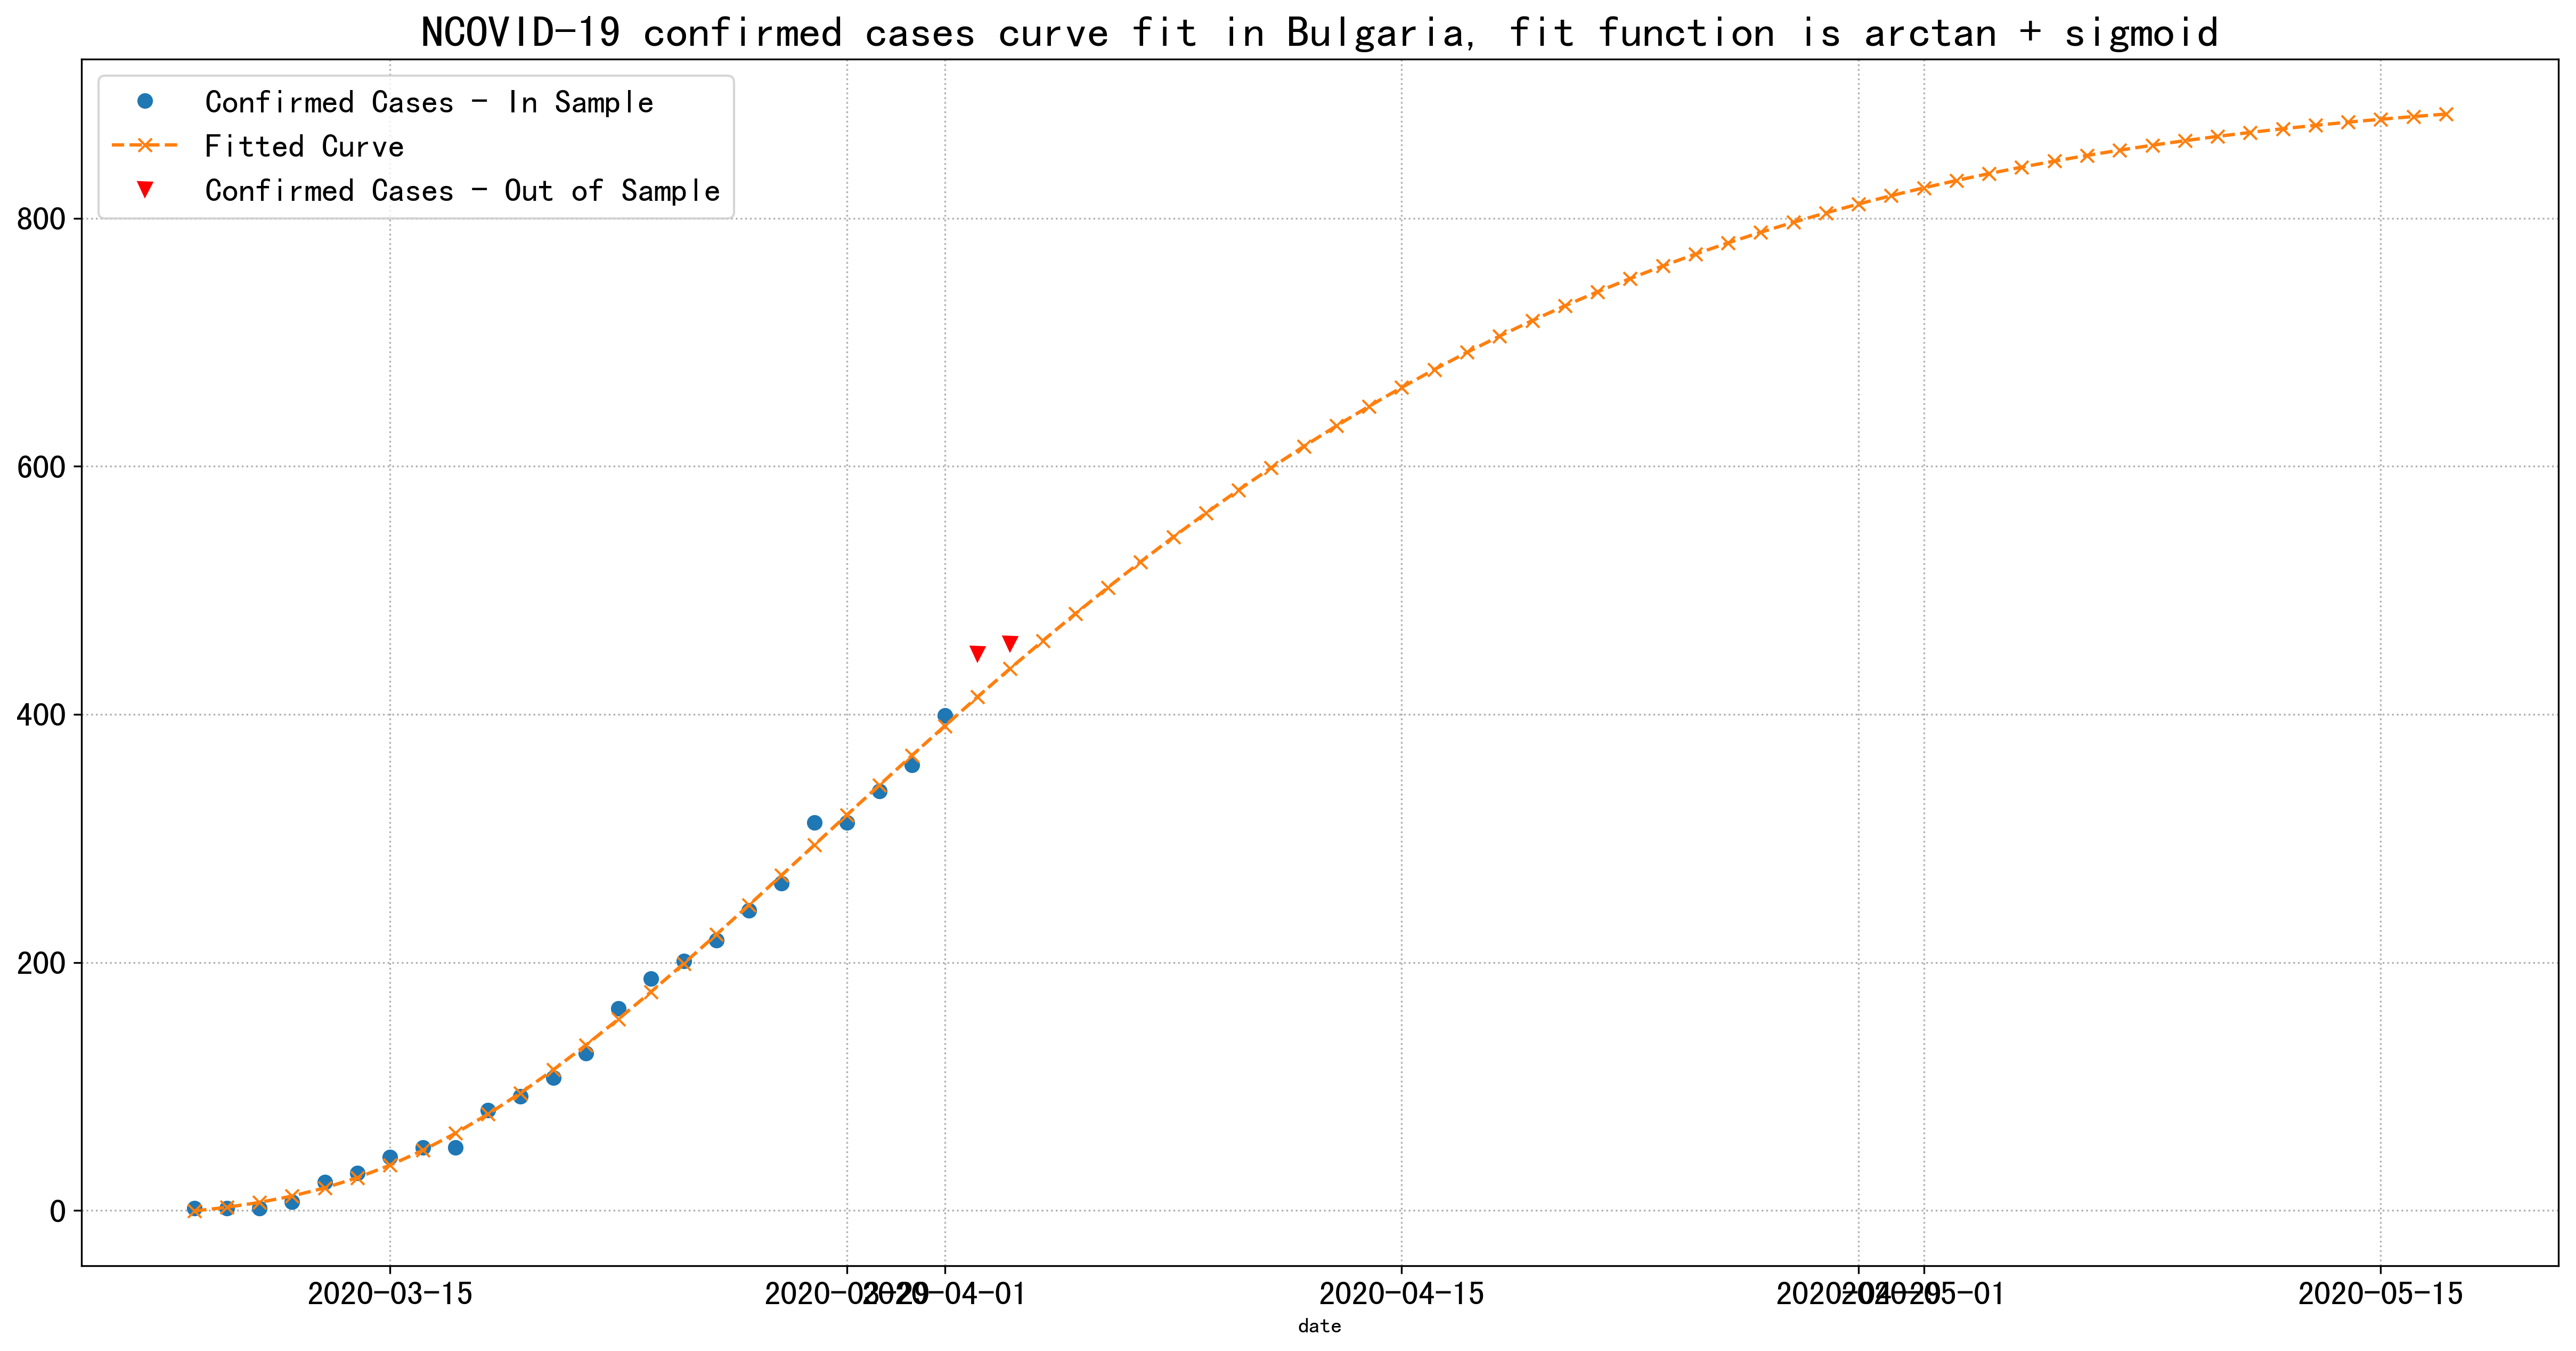 NCOVID-19 confirmed cases curve fit in Bulgaria, fit function is arctan + sigmoid
Confirmed Cases - In Sample
Fitted Curve
Confirmed Cases - Out of Sample
800
600
400
200
0
2020-03-15 2020-03-29 2020-04-01 2020-04-15 2020-04-29 2020-05-01 2020-05-15
date